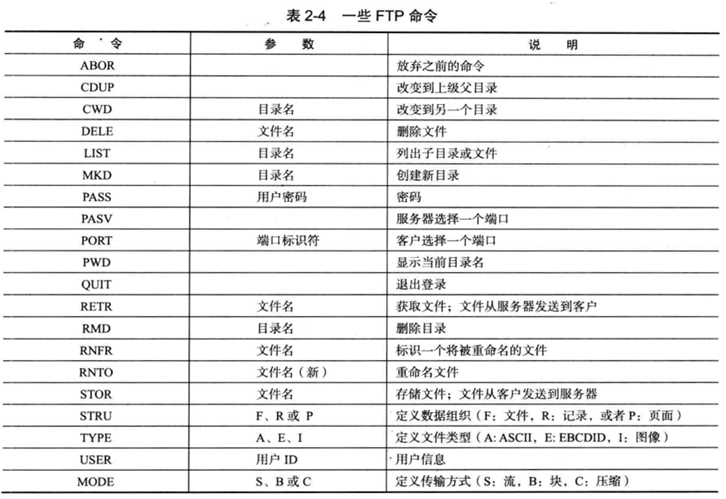 表 2-4 一些 FTP 命令
命 令 参 数 说 明
ABOR 放弃之前的命令
CDUP 改变到上级父目录
CWD 目录名 改变到另一个目录
DELE 文件名 删除文件
LIST 目录名 列出子目录或文件
MKD 目录名 创建新目录
PASS 用户密码 密码
PASV 服务器选择一个端口
PORT 端口标识符 客户选择一个端口
PWD 显示当前目录名
QUIT 退出登录
RETR 文件名 获取文件；文件从服务器发送到客户
RMD 目录名 删除目录
RNFR 文件名 标识一个将被重命名的文件
RNTO 文件名（新） 重命名文件
STOR 文件名 存储文件；文件从客户发送到服务器
STRU F、R或 P 定义数据组织（F：文件，R：记录，或者P：页面）
TYPE A、E、I 定义文件类型（A: ASCII，E: EBCDID，I：图像）
USER 用户 ID 用户信息
MODE S、B或C 定义传输方式（S：流，B：块，C：压缩）